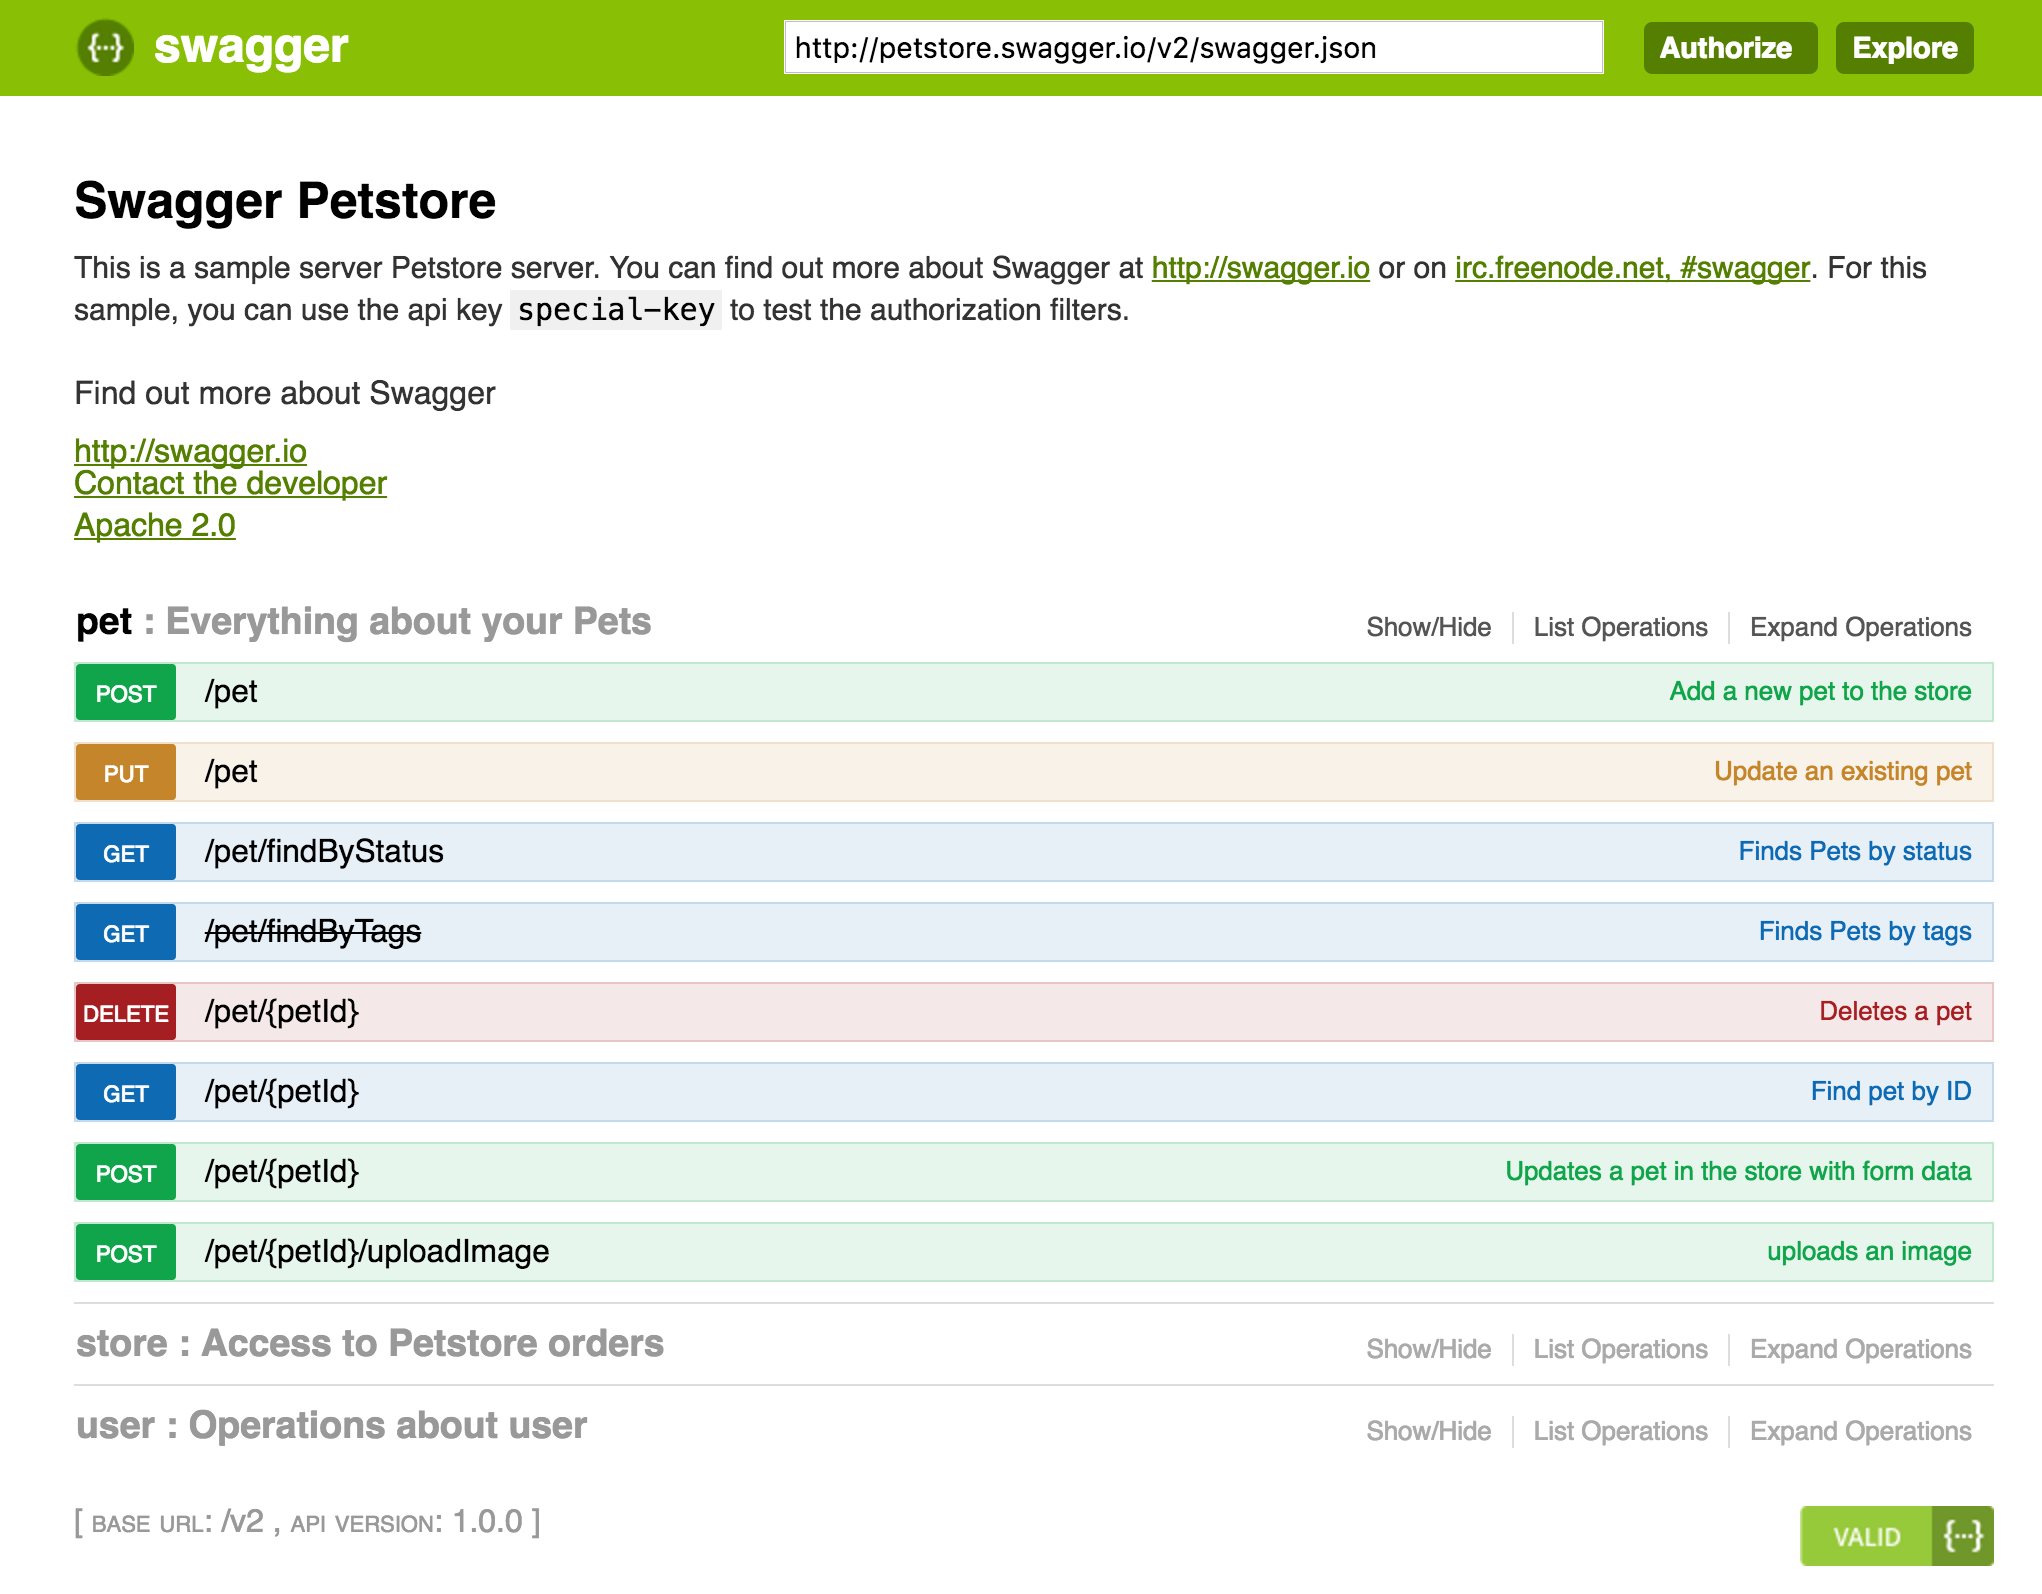 {···} swagger http://petstore.swagger.io/v2/swagger.json Authorize Explore
Swagger Petstore
This is a sample server Petstore server. You can find out more about Swagger at http://swagger.io or on irc.freenode.net, #swagger. For this
sample, you can use the api key special-key to test the authorization filters.
Find out more about Swagger
http://swagger.io
Contact the developer
Apache 2.0
pet : Everything about your Pets Show/Hide List Operations Expand Operations
POST /pet Add a new pet to the store
PUT /pet Update an existing pet
GET /pet/findByStatus Finds Pets by status
GET /pet/findByTags Finds Pets by tags
DELETE /pet/{petId} Deletes a pet
GET /pet/{petId} Find pet by ID
POST /pet/{petId} Updates a pet in the store with form data
POST /pet/{petId}/uploadImage uploads an image
store : Access to Petstore orders Show/Hide List Operations Expand Operations
user : Operations about user Show/Hide List Operations Expand Operations
[ BASE URL: /v2 , API VERSION: 1.0.0 ] VALID {···}